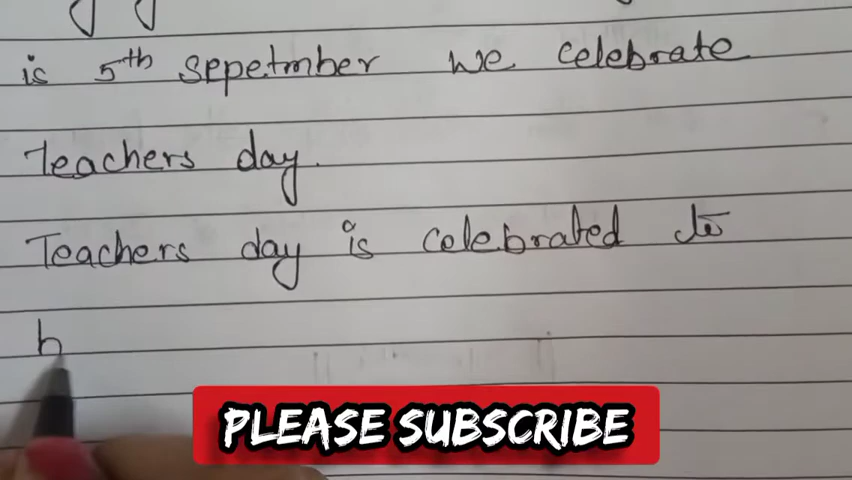 is 5th Sepetmber we celebrate
Teachers day.
Teachers day is celebrated to
h
PLEASE SUBSCRIBE